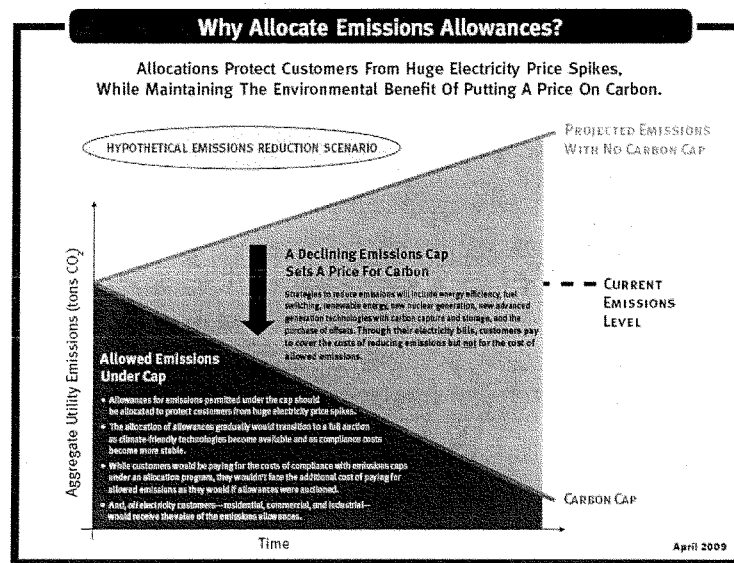 Why Allocate Emissions Allowances?
Allocations Protect Customers From Huge Electricity Price Spikes,
While Maintaining The Environmental Benefit Of Putting A Price On Carbon.
HYPOTHETICAL EMISSIONS REDUCTION SCENARIO
PROJECTED EMISSIONS
WITH NO CARBON CAP
Aggregate Utility Emissions (tons CO₂)
A Declining Emissions Cap
Sets A Price For Carbon
Strategies to reduce emissions will include energy efficiency, fuel
switching, renewable energy, new nuclear generation, new advanced
generation technologies with carbon capture and storage, and the
purchase of offsets. Through their electricity bills, customers pay
to cover the costs of reducing emissions but not for the cost of
allowed emissions.
CURRENT
EMISSIONS
LEVEL
Allowed Emissions
Under Cap
• Allowances for emissions permitted under the cap should
be allocated to protect customers from huge electricity price spikes.
• The allocation of allowances gradually would transition to a full auction
as climate-friendly technologies become available and as compliance costs
become more stable.
• While customers would be paying for the costs of compliance with emissions caps
under an allocation program, they wouldn't face the additional cost of paying for
allowed emissions as they would if allowances were auctioned.
• And, all electricity customers—residential, commercial, and industrial—
would receive the value of the emissions allowances.
CARBON CAP
Time
April 2009